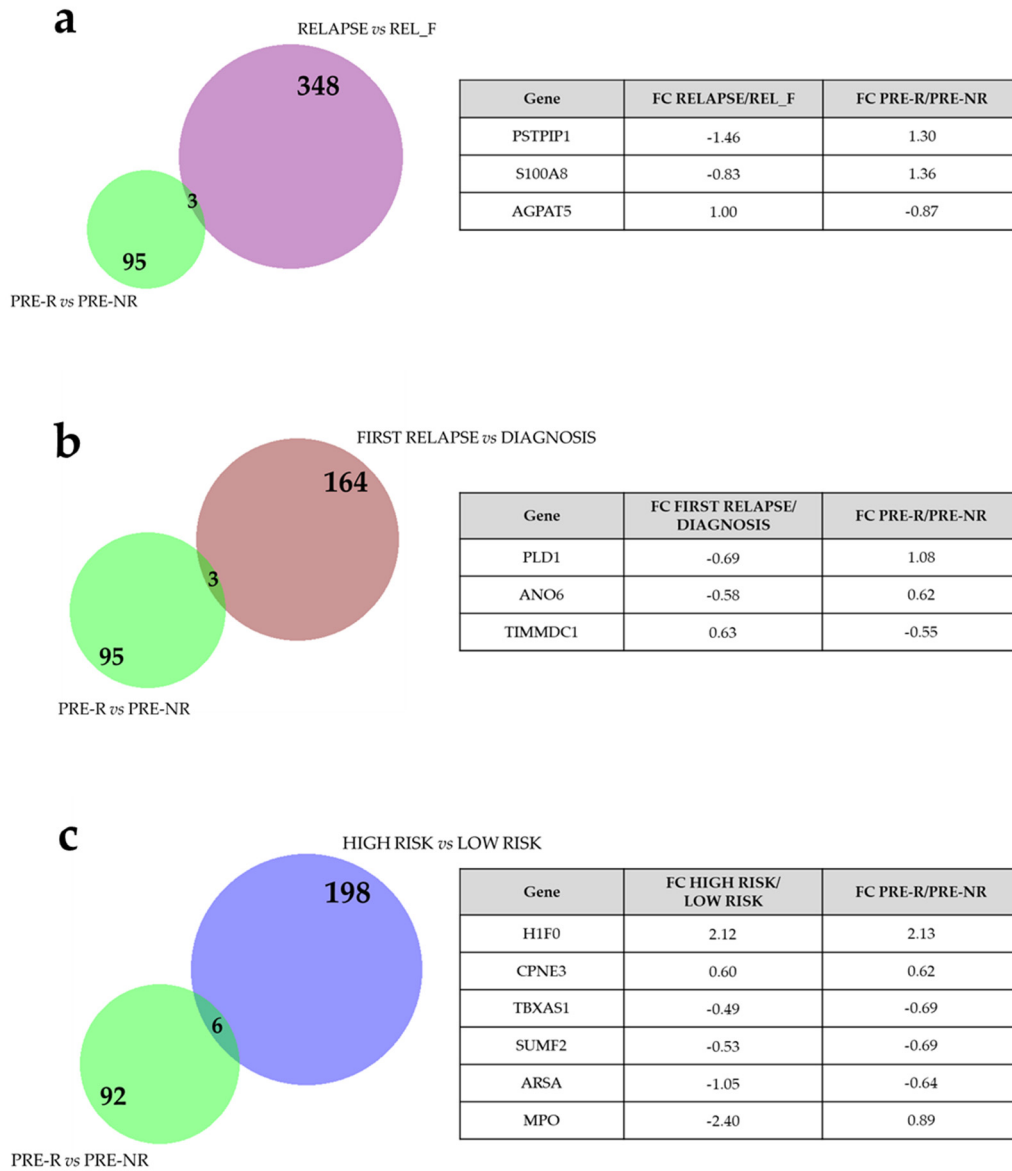 a
RELAPSE vs REL_F
348
3
95
PRE-R vs PRE-NR
Gene FC RELAPSE/REL_F FC PRE-R/PRE-NR
PSTPIP1 -1.46 1.30
S100A8 -0.83 1.36
AGPAT5 1.00 -0.87
b
FIRST RELAPSE vs DIAGNOSIS
164
3
95
PRE-R vs PRE-NR
Gene FC FIRST RELAPSE/ DIAGNOSIS FC PRE-R/PRE-NR
PLD1 -0.69 1.08
ANO6 -0.58 0.62
TIMMDC1 0.63 -0.55
c
HIGH RISK vs LOW RISK
198
6
92
PRE-R vs PRE-NR
Gene FC HIGH RISK/ LOW RISK FC PRE-R/PRE-NR
H1F0 2.12 2.13
CPNE3 0.60 0.62
TBXAS1 -0.49 -0.69
SUMF2 -0.53 -0.69
ARSA -1.05 -0.64
MPO -2.40 0.89